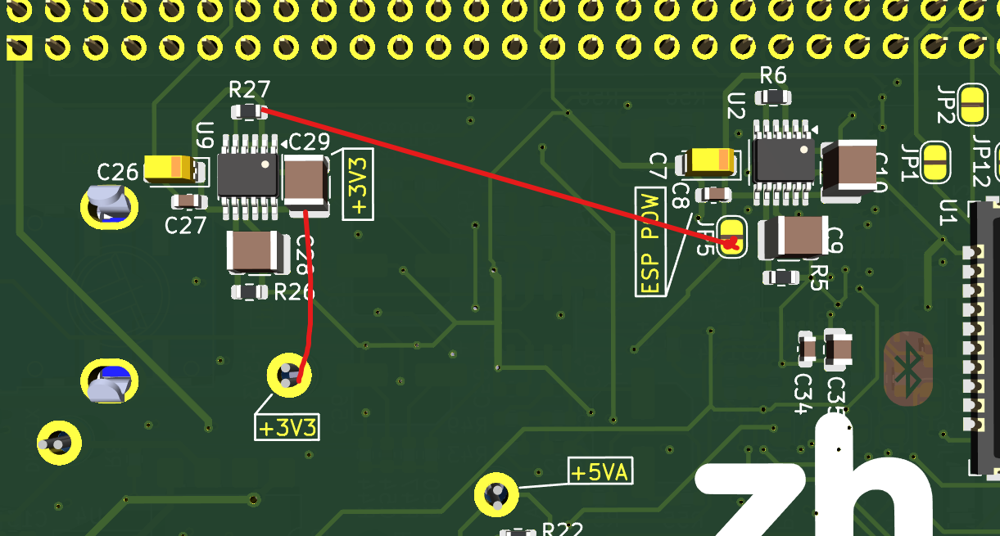 R27
R6
JP2
U2
U9
C29
JP1
JP12
C26
+3V3
C7
C10
C8
C27
U1
ESP POW
JP5
C9
C28
R5
R26
C34
C35
+3V3
+5VA
zh
R22